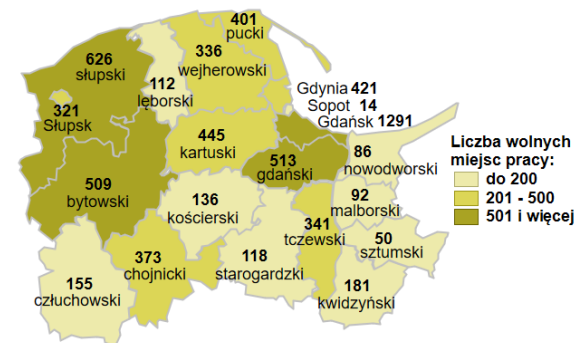 401
pucki
626
słupski
336
wejherowski
112
lęborski
321
Słupsk
Gdynia 421
Sopot 14
Gdańsk 1291
445
kartuski
513
gdański
86
nowodworski
509
bytowski
136
kościerski
92
malborski
341
tczewski
50
sztumski
373
chojnicki
118
starogardzki
155
człuchowski
181
kwidzyński
Liczba wolnych
miejsc pracy:
do 200
201 - 500
501 i więcej